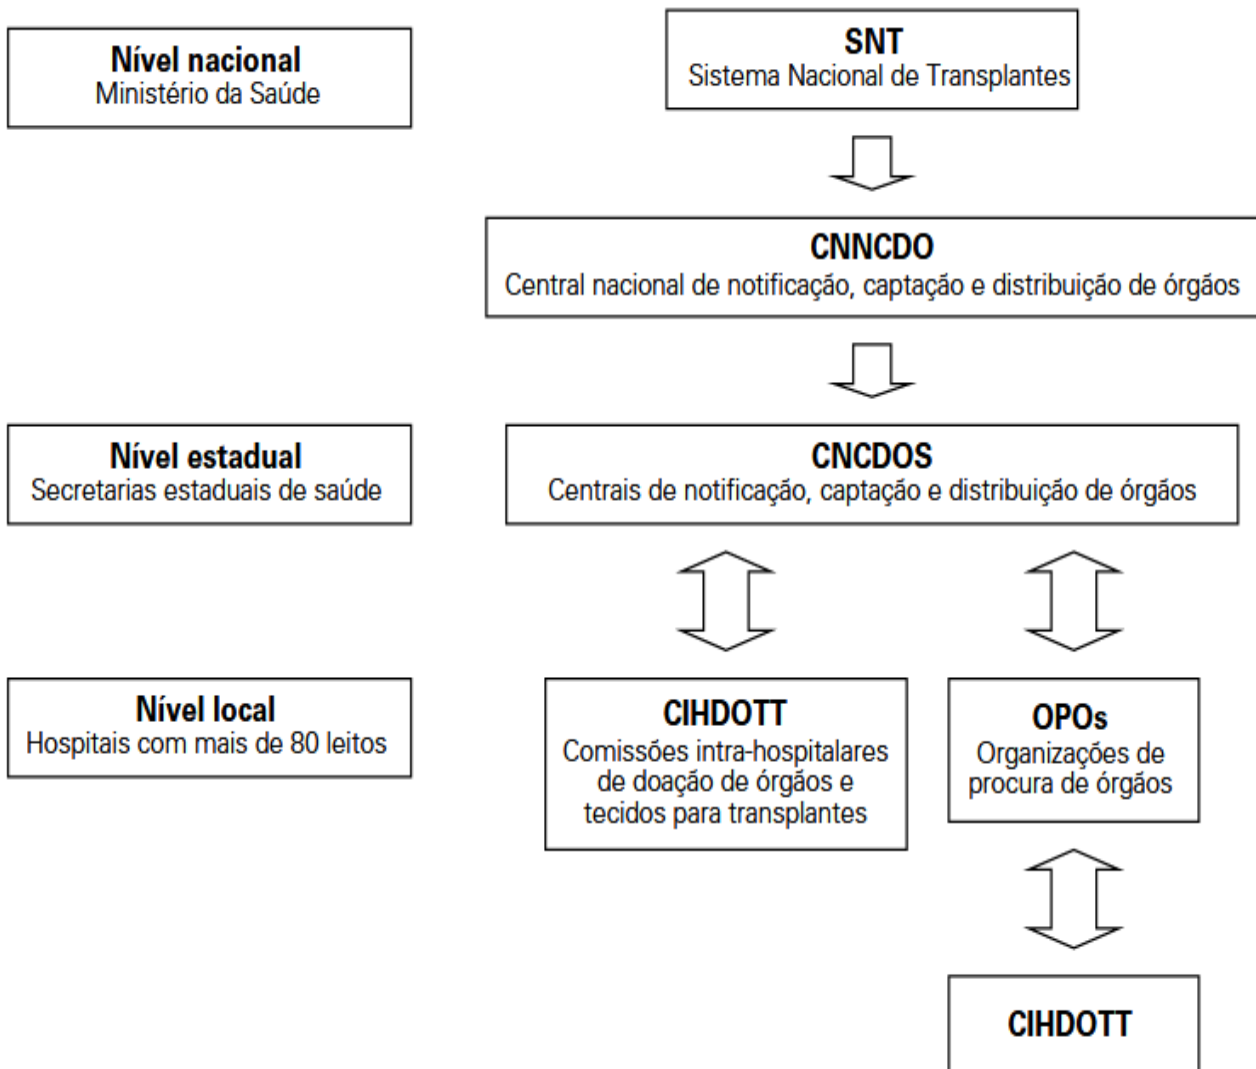 Nível nacional
Ministério da Saúde
SNT
Sistema Nacional de Transplantes
CNNCDO
Central nacional de notificação, captação e distribuição de órgãos
Nível estadual
Secretarias estaduais de saúde
CNCDOS
Centrais de notificação, captação e distribuição de órgãos
Nível local
Hospitais com mais de 80 leitos
CIHDOTT
Comissões intra-hospitalares
de doação de órgãos e
tecidos para transplantes
OPOs
Organizações de
procura de órgãos
CIHDOTT